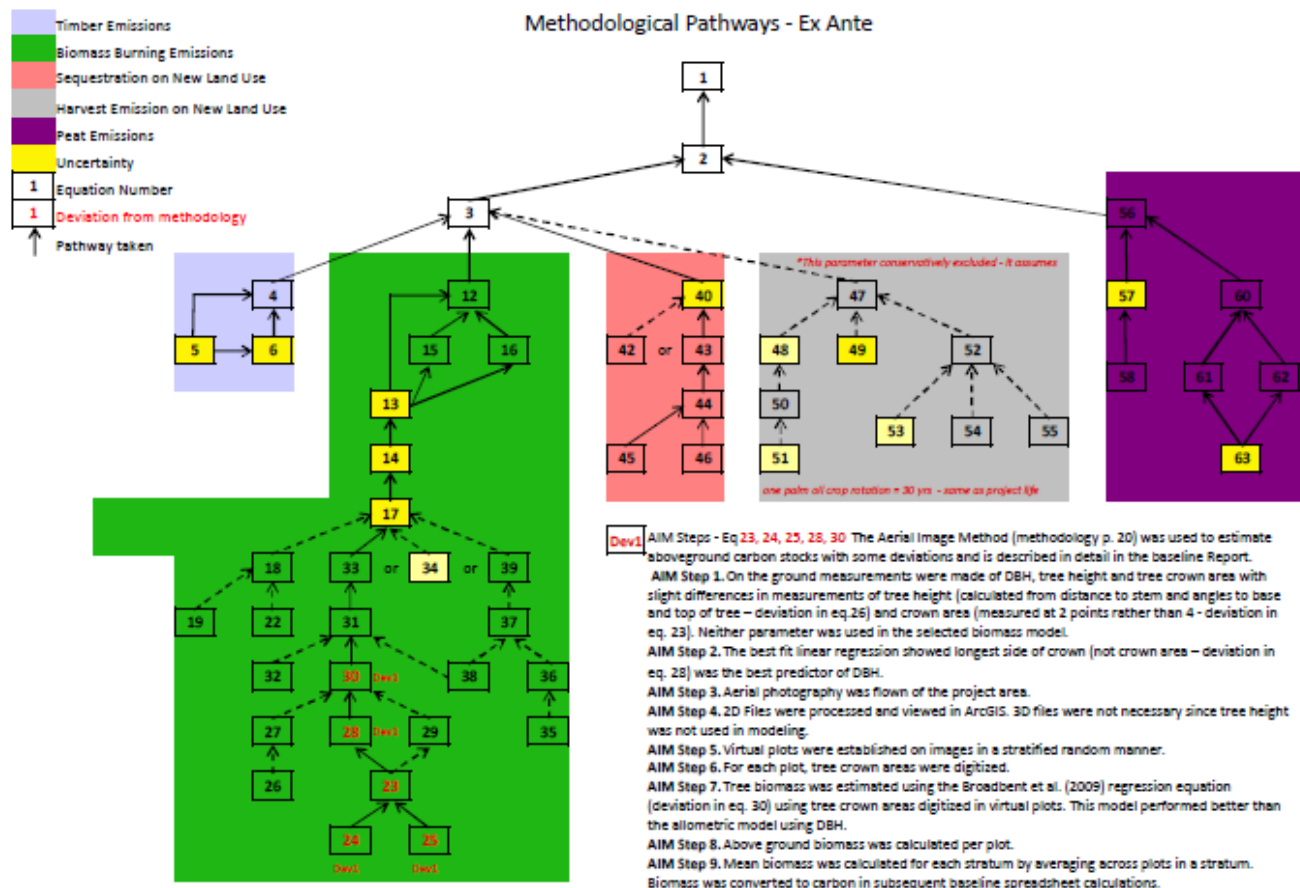 Methodological Pathways - Ex Ante
Timber Emissions
Biomass Burning Emissions
Sequestration on New Land Use
Harvest Emission on New Land Use
Peat Emissions
Uncertainty
1 Equation Number
1 Deviation from methodology
Pathway taken
1
2
3
56
*This parameter conservatively excluded - It assumes
4
12
40
47
57
60
5
6
15
16
42 or 43
48
49
52
58
61
62
13
44
50
14
45
46
51
53
54
55
63
one palm oil crop rotation = 30 yrs - same as project life
17
18
33 or 34 or 39
19
22
31
37
32
30 Dev1
38
36
27
28 Dev1
29
35
26
23
24
25
Dev1
Dev1
Dev1 AIM Steps - Eq 23, 24, 25, 28, 30 The Aerial Image Method (methodology p. 20) was used to estimate
aboveground carbon stocks with some deviations and is described in detail in the baseline Report.
AIM Step 1. On the ground measurements were made of DBH, tree height and tree crown area with
slight differences in measurements of tree height (calculated from distance to stem and angles to base
and top of tree – deviation in eq.26) and crown area (measured at 2 points rather than 4 - deviation in
eq. 23). Neither parameter was used in the selected biomass model.
AIM Step 2. The best fit linear regression showed longest side of crown (not crown area – deviation in
eq. 28) was the best predictor of DBH.
AIM Step 3. Aerial photography was flown of the project area.
AIM Step 4. 2D Files were processed and viewed in ArcGIS. 3D files were not necessary since tree height
was not used in modeling.
AIM Step 5. Virtual plots were established on images in a stratified random manner.
AIM Step 6. For each plot, tree crown areas were digitized.
AIM Step 7. Tree biomass was estimated using the Broadbent et al. (2009) regression equation
(deviation in eq. 30) using tree crown areas digitized in virtual plots. This model performed better than
the allometric model using DBH.
AIM Step 8. Above ground biomass was calculated per plot.
AIM Step 9. Mean biomass was calculated for each stratum by averaging across plots in a stratum.
Biomass was converted to carbon in subsequent baseline spreadsheet calculations.